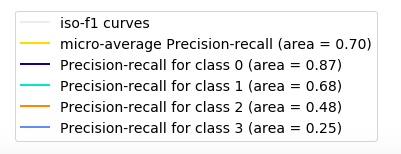 iso-f1 curves
micro-average Precision-recall (area = 0.70)
Precision-recall for class 0 (area = 0.87)
Precision-recall for class 1 (area = 0.68)
Precision-recall for class 2 (area = 0.48)
Precision-recall for class 3 (area = 0.25)